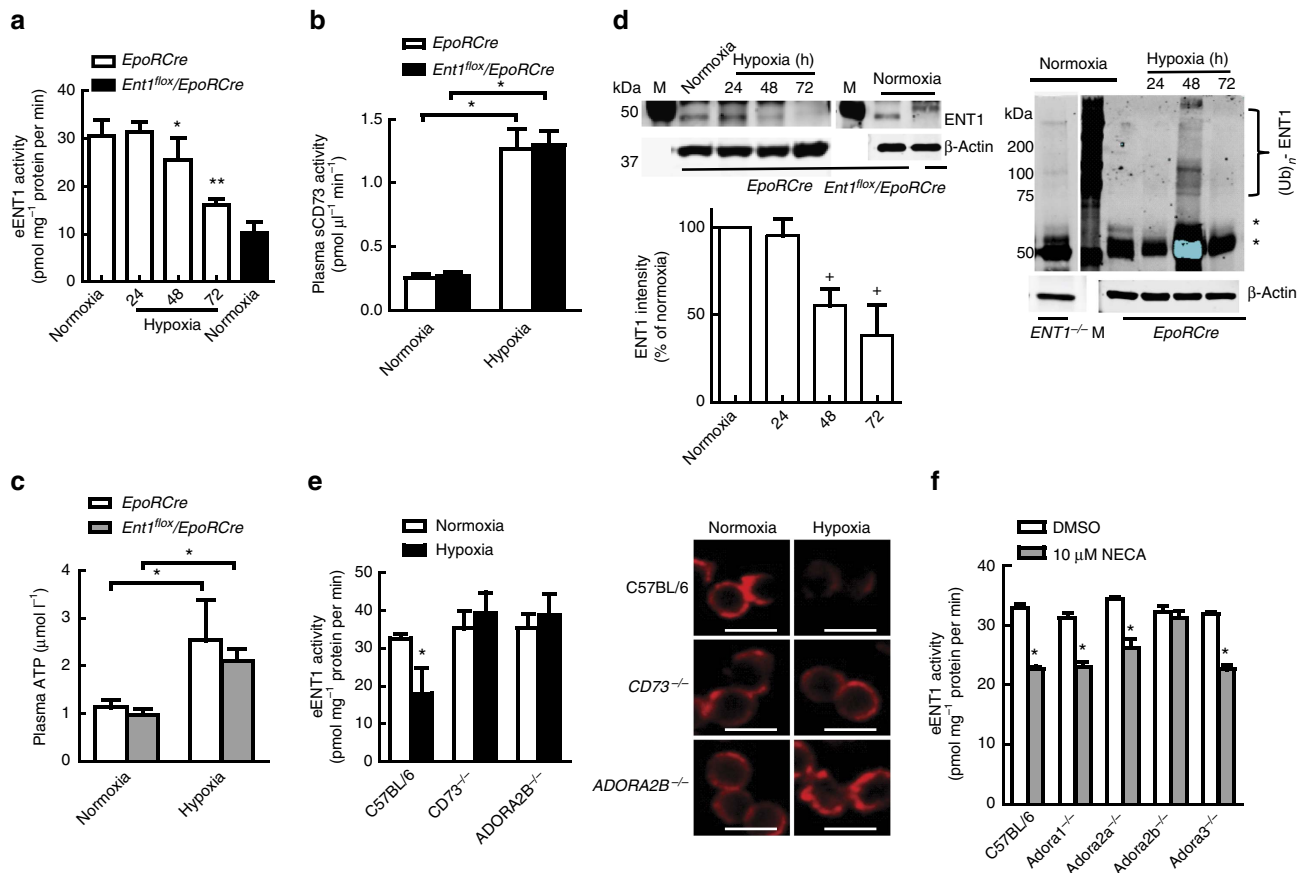 a
EpoRCre
Ent1flox/EpoRCre
eENT1 activity
(pmol mg−1 protein per min)
40
30
20
10
0
*
**
Normoxia
24
48
72
Normoxia
Hypoxia
b
EpoRCre
Ent1flox/EpoRCre
*
*
Plasma sCD73 activity
(pmol µl−1 min−1)
1.5
1.0
0.5
0.0
Normoxia
Hypoxia
c
EpoRCre
Ent1flox/EpoRCre
*
*
Plasma ATP (µmol l−1)
4
3
2
1
0
Normoxia
Hypoxia
d
Normoxia
Hypoxia (h)
kDa
M
24
48
72
M
Normoxia
50
ENT1
β-Actin
37
EpoRCre
Ent1flox/EpoRCre
ENT1 intensity
(% of normoxia)
100
50
0
+
+
Normoxia
24
48
72
Normoxia
Hypoxia (h)
24
48
72
kDa
200
100
75
50
(Ub)n- ENT1
*
*
β-Actin
ENT1−/− M
EpoRCre
e
Normoxia
Hypoxia
eENT1 activity
(pmol mg−1 protein per min)
50
40
30
20
10
0
*
C57BL/6
CD73−/−
ADORA2B−/−
Normoxia
Hypoxia
C57BL/6
CD73−/−
ADORA2B−/−
f
DMSO
10 µM NECA
eENT1 activity
(pmol mg−1 protein per min)
40
30
20
10
0
*
*
*
*
C57BL/6
Adora1−/−
Adora2a−/−
Adora2b−/−
Adora3−/−